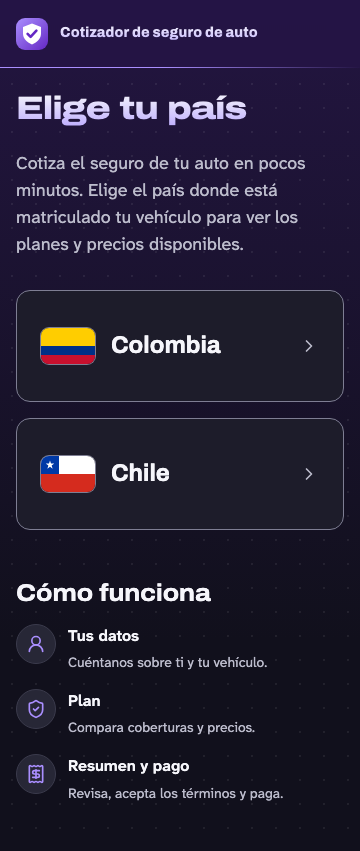 Cotizador de seguro de auto
Elige tu país
Cotiza el seguro de tu auto en pocos
minutos. Elige el país donde está
matriculado tu vehículo para ver los
planes y precios disponibles.
Colombia
Chile
Cómo funciona
Tus datos
Cuéntanos sobre ti y tu vehículo.
Plan
Compara coberturas y precios.
Resumen y pago
Revisa, acepta los términos y paga.